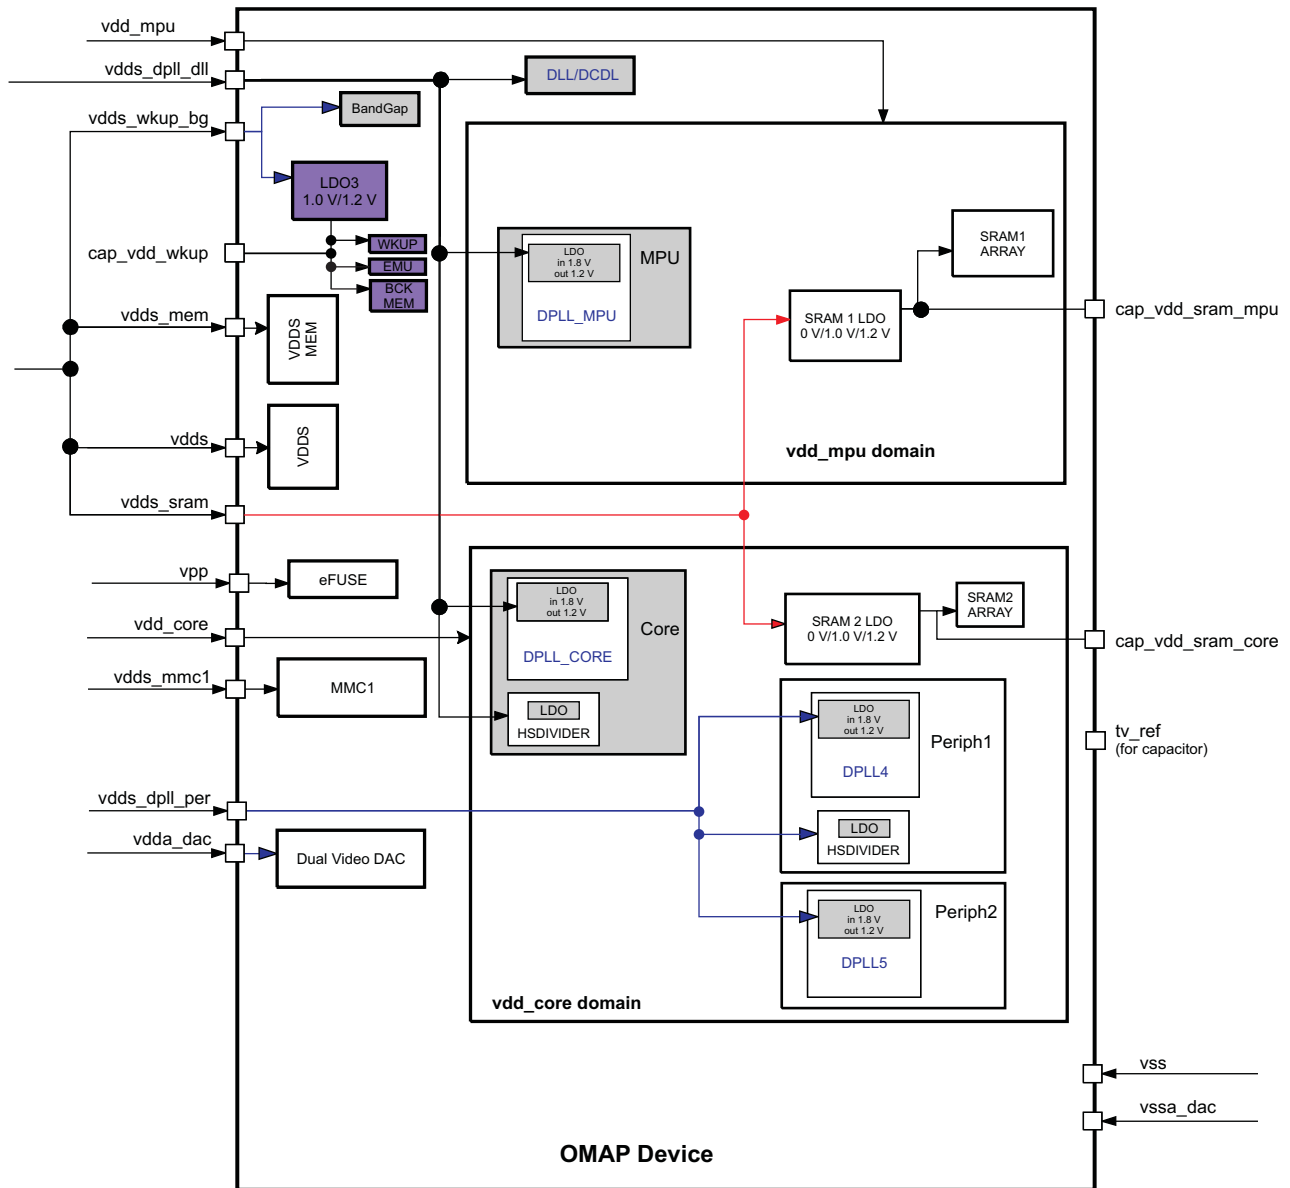 vdd_mpu
vdds_dpll_dll
DLL/DCDL
vdds_wkup_bg
BandGap
LDO3
1.0 V/1.2 V
cap_vdd_wkup
WKUP
EMU
BCK
MEM
vdds_mem
VDDS
MEM
vdds
VDDS
vdds_sram
LDO
in 1.8 V
out 1.2 V
MPU
DPLL_MPU
SRAM1
ARRAY
SRAM 1 LDO
0 V/1.0 V/1.2 V
cap_vdd_sram_mpu
vdd_mpu domain
vpp
eFUSE
vdd_core
vdds_mmc1
MMC1
LDO
in 1.8 V
out 1.2 V
Core
DPLL_CORE
LDO
HSDIVIDER
SRAM 2 LDO
0 V/1.0 V/1.2 V
SRAM2
ARRAY
cap_vdd_sram_core
LDO
in 1.8 V
out 1.2 V
Periph1
DPLL4
tv_ref
(for capacitor)
vdds_dpll_per
LDO
HSDIVIDER
vdda_dac
Dual Video DAC
LDO
in 1.8 V
out 1.2 V
Periph2
DPLL5
vdd_core domain
vss
vssa_dac
OMAP Device